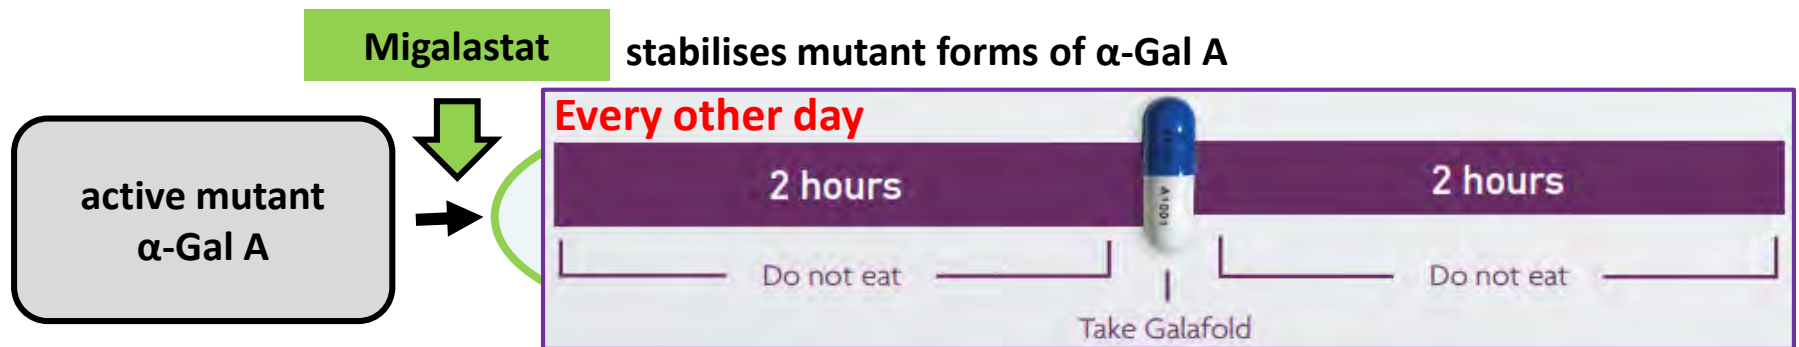 Migalastat
stabilises mutant forms of α-Gal A
Every other day
active mutant
α-Gal A
2 hours
A1001
2 hours
Do not eat
Do not eat
Take Galafold